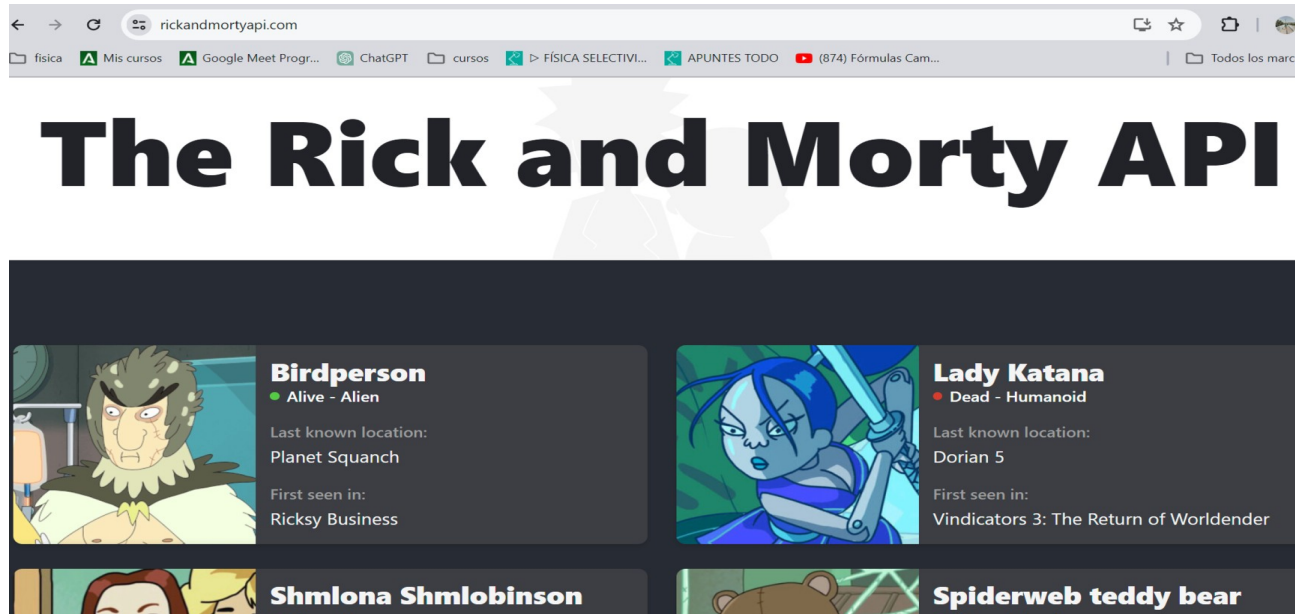 rickandmortyapi.com
fisica Mis cursos Google Meet Progr... ChatGPT cursos ▷ FÍSICA SELECTIVI... APUNTES TODO (874) Fórmulas Cam... Todos los marc
The Rick and Morty API
Birdperson
Alive - Alien
Last known location:
Planet Squanch
First seen in:
Ricksy Business
Lady Katana
Dead - Humanoid
Last known location:
Dorian 5
First seen in:
Vindicators 3: The Return of Worldender
Shmlona Shmlobinson
Spiderweb teddy bear